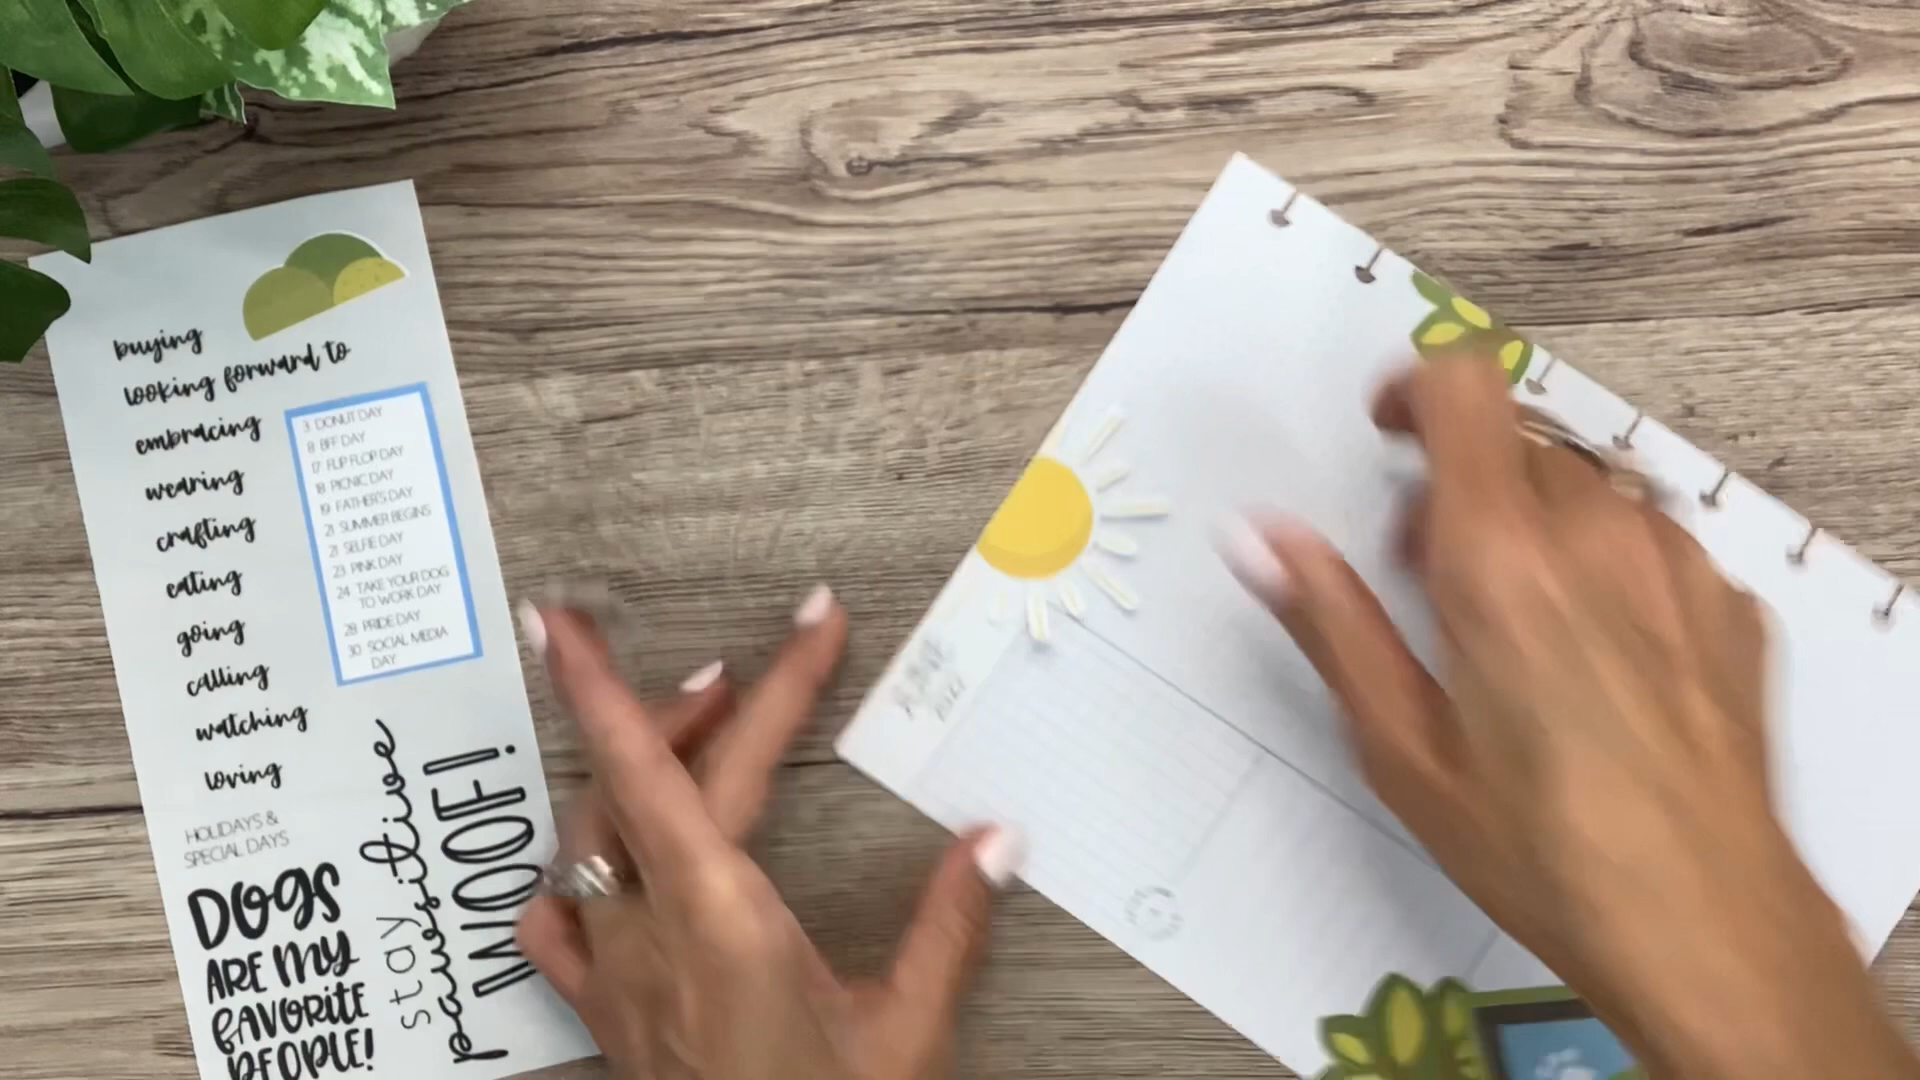 buying
looking forward to
embracing
wearing
crafting
eating
going
calling
watching
loving
3 DONUT DAY
8 BFF DAY
17 FLIP FLOP DAY
18 PICNIC DAY
19 FATHER'S DAY
21 SUMMER BEGINS
21 SELFIE DAY
23 PINK DAY
24 TAKE YOUR DOG
TO WORK DAY
28 PRIDE DAY
30 SOCIAL MEDIA
DAY
HOLIDAYS &
SPECIAL DAYS
DOGS
ARE MY
FAVORITE
PEOPLE!
stay
pawsitive
WOOF!